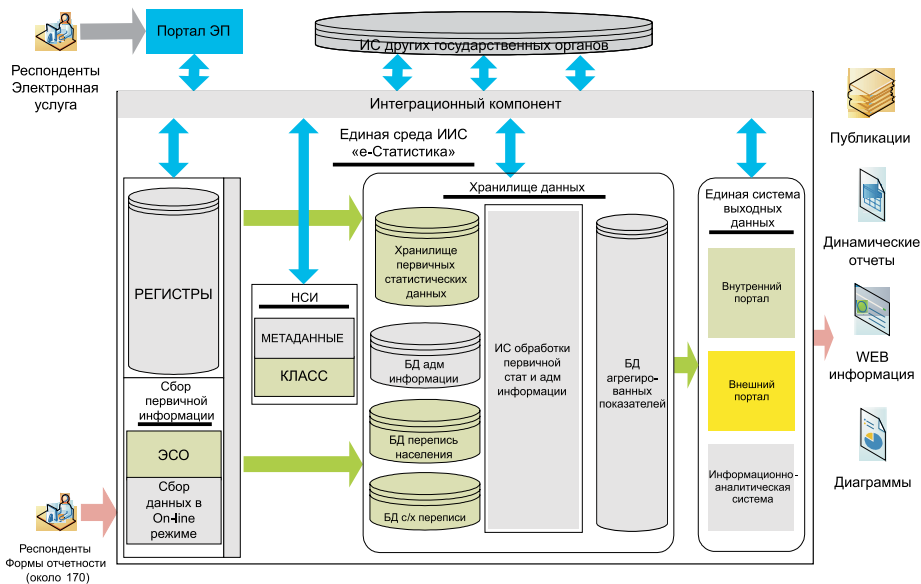 Портал ЭП
ИС других государственных органов
Респонденты
Электронная
услуга
Интеграционный компонент
Публикации
Единая среда ИИС
«е-Статистика»
Хранилище данных
Единая система
выходных
данных
Динамические
отчеты
РЕГИСТРЫ
Хранилище
первичных
статистических
данных
НСИ
МЕТАДАННЫЕ
КЛАСС
БД адм
информации
ИС обработки
первичной
стат и адм
информации
БД
агрегиро-
ванных
показателей
Внутренний
портал
WEB
информация
Внешний
портал
Сбор
первичной
информации
ЭСО
Сбор
данных в
On-line
режиме
БД перепись
населения
БД с/х переписи
Информационно-
аналитическая
система
Диаграммы
Респонденты
Формы отчетности
(около 170)